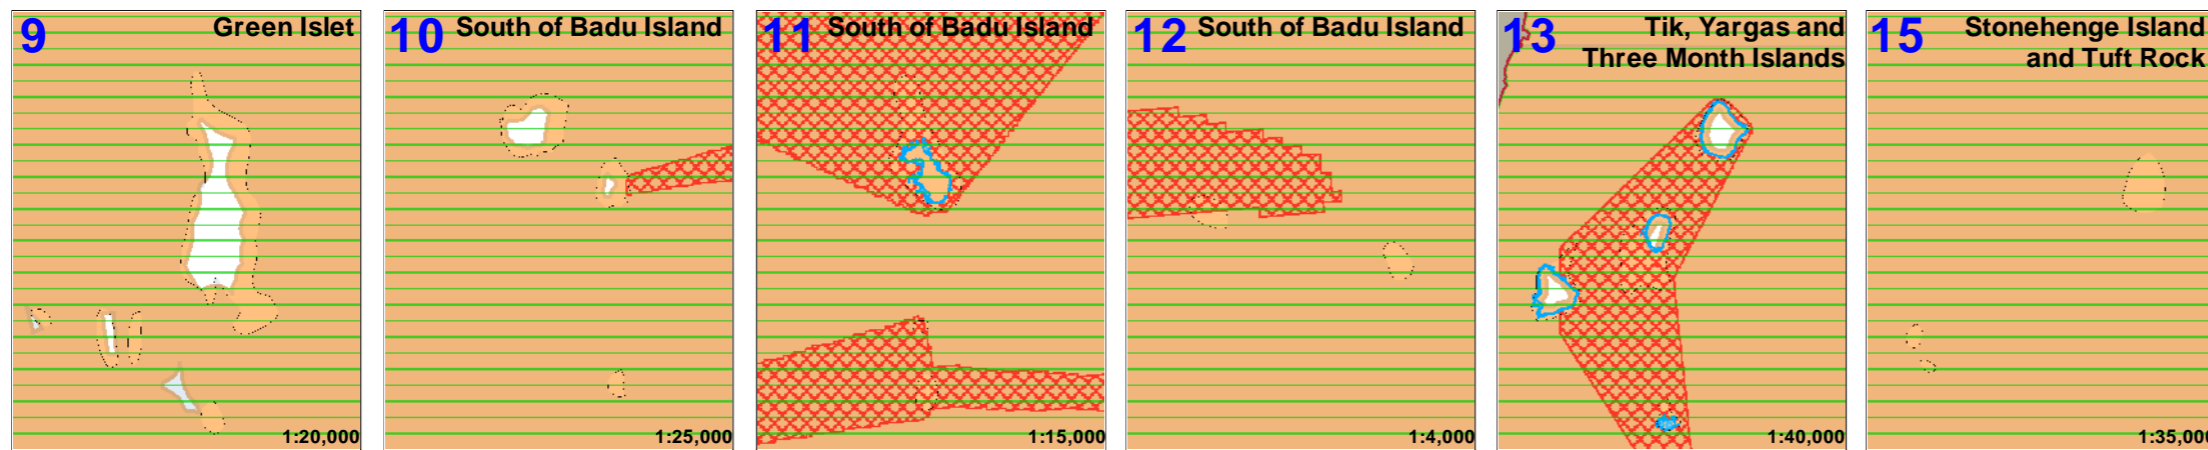 9 Green Islet
1:20,000
10 South of Badu Island
1:25,000
11 South of Badu Island
1:15,000
12 South of Badu Island
1:4,000
13 Tik, Yargas and
Three Month Islands
1:40,000
15 Stonehenge Island
and Tuft Rock
1:35,000